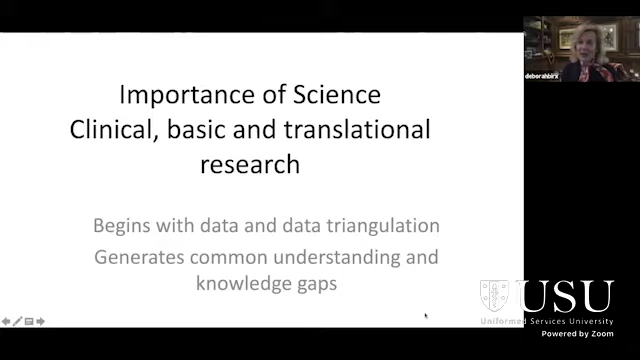 Importance of Science
Clinical, basic and translational
research
Begins with data and data triangulation
Generates common understanding and
knowledge gaps
deborahbirx
USU
Uniformed Services University
Powered by Zoom